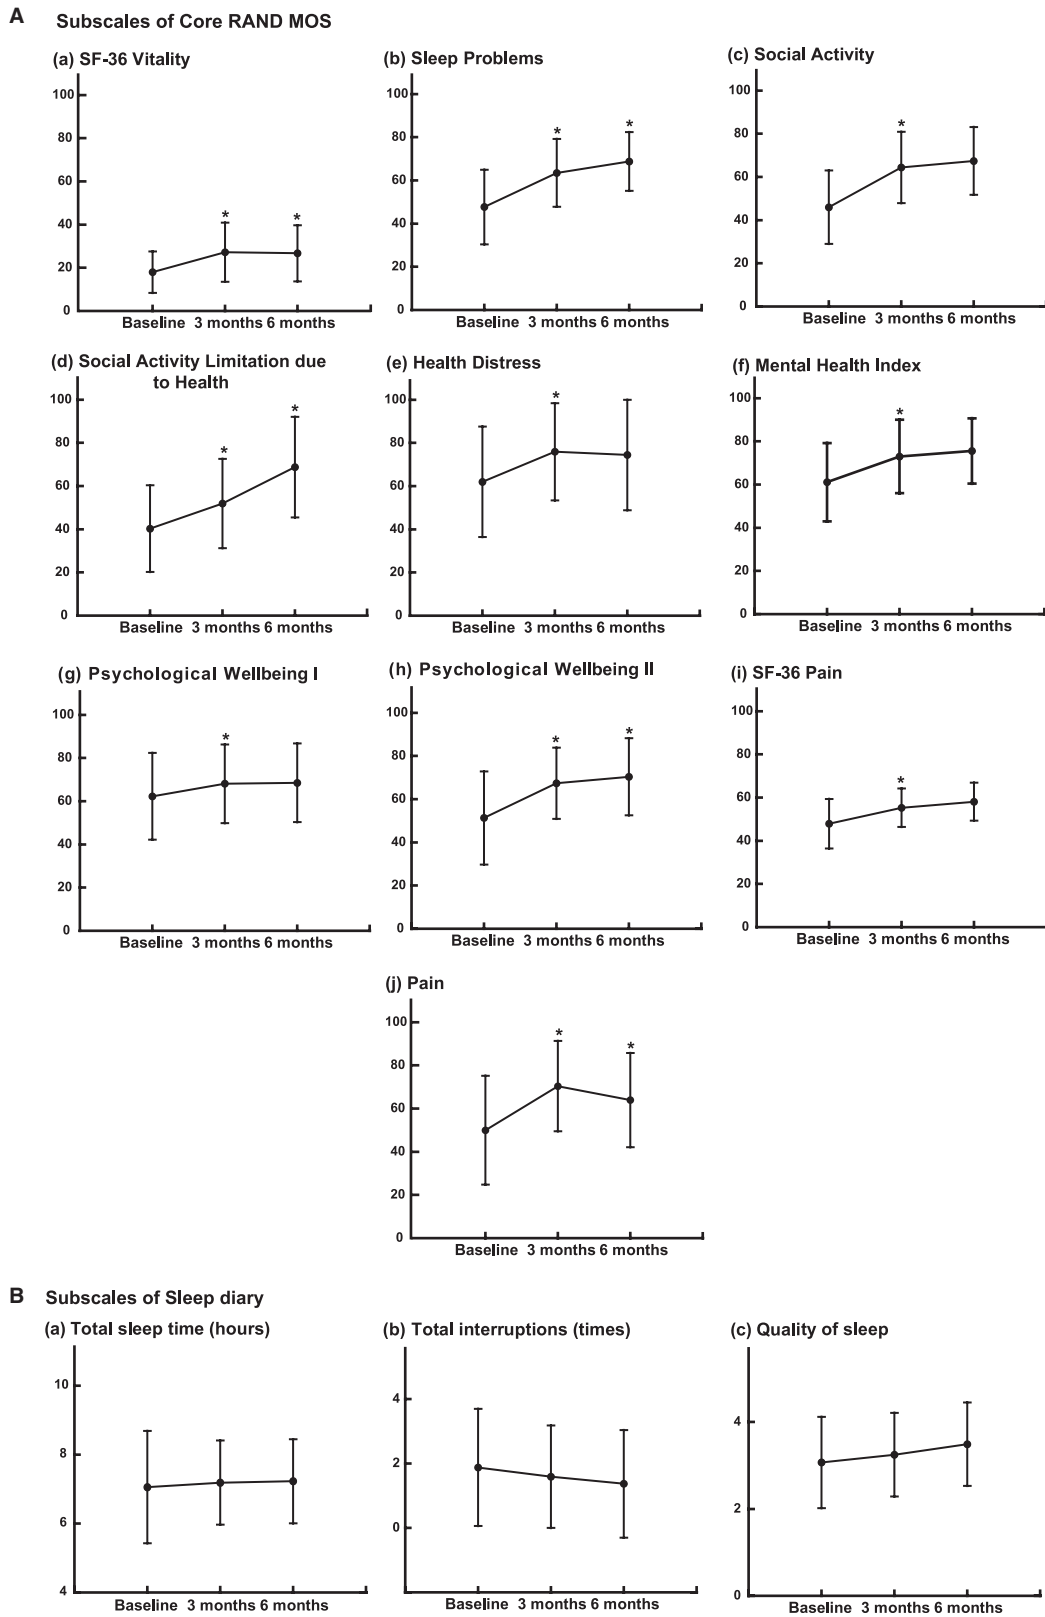 A Subscales of Core RAND MOS
(a) SF-36 Vitality
100
80
60
40
20
0
*
*
Baseline 3 months 6 months
(b) Sleep Problems
100
80
60
40
20
0
*
*
Baseline 3 months 6 months
(c) Social Activity
100
80
60
40
20
0
*
Baseline 3 months 6 months
(d) Social Activity Limitation due
to Health
100
80
60
40
20
0
*
*
Baseline 3 months 6 months
(e) Health Distress
100
80
60
40
20
0
*
Baseline 3 months 6 months
(f) Mental Health Index
100
80
60
40
20
0
*
Baseline 3 months 6 months
(g) Psychological Wellbeing I
100
80
60
40
20
0
*
Baseline 3 months 6 months
(h) Psychological Wellbeing II
100
80
60
40
20
0
*
*
Baseline 3 months 6 months
(i) SF-36 Pain
100
80
60
40
20
0
*
Baseline 3 months 6 months
(j) Pain
100
80
60
40
20
0
*
*
Baseline 3 months 6 months
B Subscales of Sleep diary
(a) Total sleep time (hours)
10
8
6
4
Baseline 3 months 6 months
(b) Total interruptions (times)
4
2
0
Baseline 3 months 6 months
(c) Quality of sleep
4
2
0
Baseline 3 months 6 months